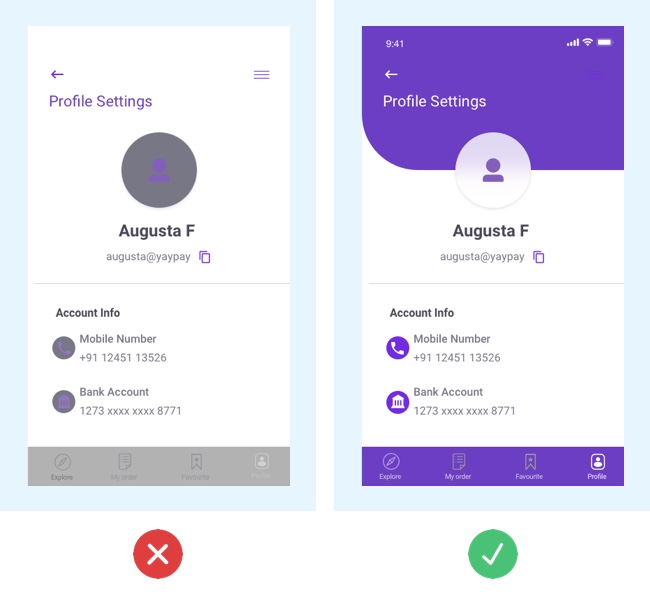 Profile Settings
Augusta F
augusta@yaypay
Account Info
Mobile Number
+91 12451 13526
Bank Account
1273 xxxx xxxx 8771
Explore
My order
Favourite
Profile
9:41
Profile Settings
Augusta F
augusta@yaypay
Account Info
Mobile Number
+91 12451 13526
Bank Account
1273 xxxx xxxx 8771
Explore
My order
Favourite
Profile